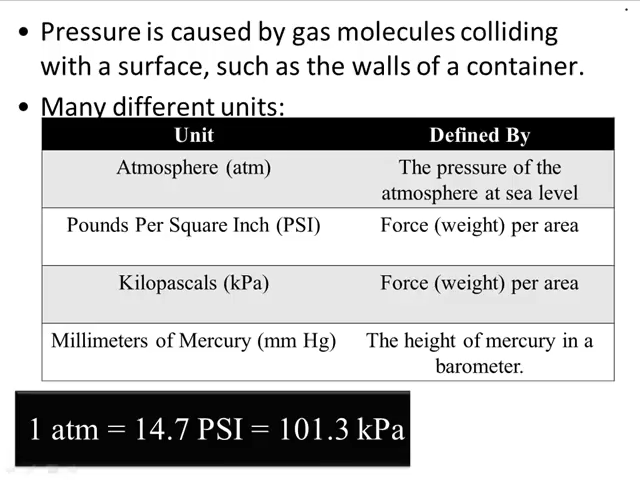 • Pressure is caused by gas molecules colliding
with a surface, such as the walls of a container.
• Many different units:
Unit Defined By
Atmosphere (atm) The pressure of the
atmosphere at sea level
Pounds Per Square Inch (PSI) Force (weight) per area
Kilopascals (kPa) Force (weight) per area
Millimeters of Mercury (mm Hg) The height of mercury in a
barometer.
1 atm = 14.7 PSI = 101.3 kPa